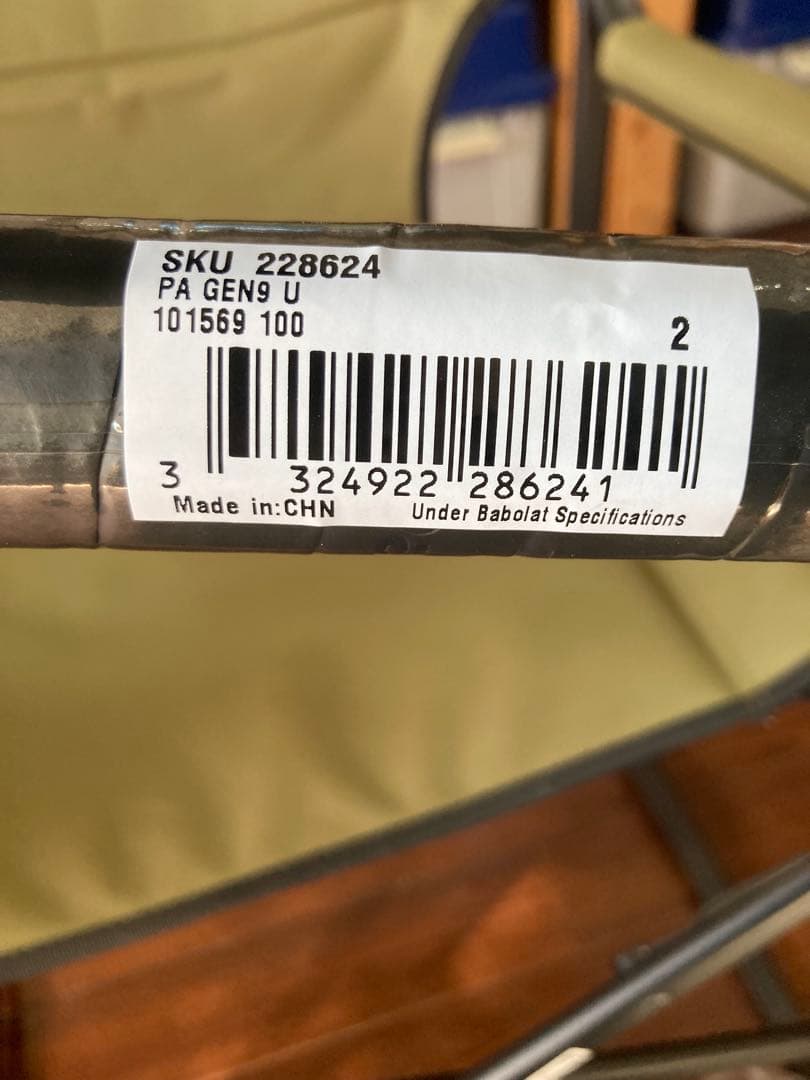 SKU 228624
PA GEN9 U
101569 100
2
3 324922 286241
Made in:CHN Under Babolat Specifications